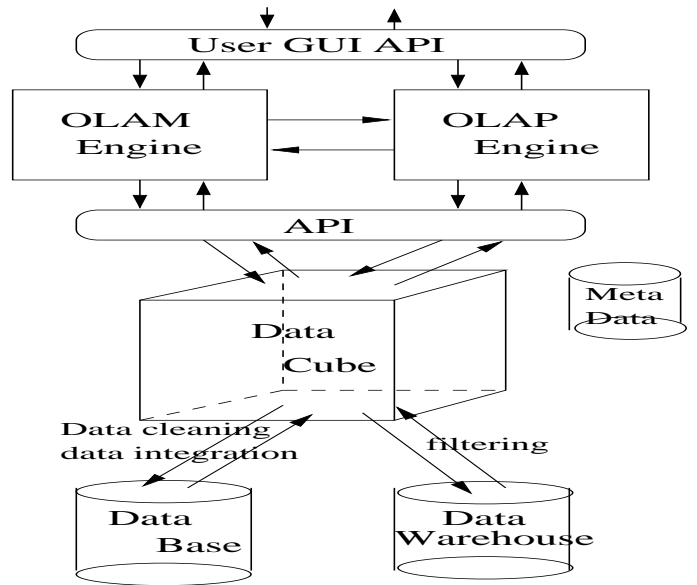 User GUI API
OLAM
Engine
OLAP
Engine
API
Meta
Data
Data
Cube
Data cleaning
data integration
filtering
Data
Base
Data
Warehouse